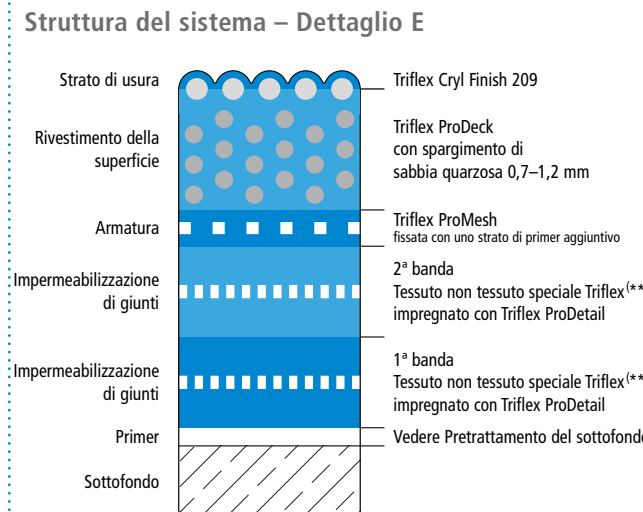 Struttura del sistema – Dettaglio E
Strato di usura
Triflex Cryl Finish 209
Rivestimento della
superficie
Triflex ProDeck
con spargimento di
sabbia quarzosa 0,7–1,2 mm
Armatura
Triflex ProMesh
fissata con uno strato di primer aggiuntivo
Impermeabilizzazione
di giunti
2ª banda
Tessuto non tessuto speciale Triflex(**
impregnato con Triflex ProDetail
Impermeabilizzazione
di giunti
1ª banda
Tessuto non tessuto speciale Triflex(**
impregnato con Triflex ProDetail
Primer
Vedere Pretrattamento del sottofondo
Sottofondo